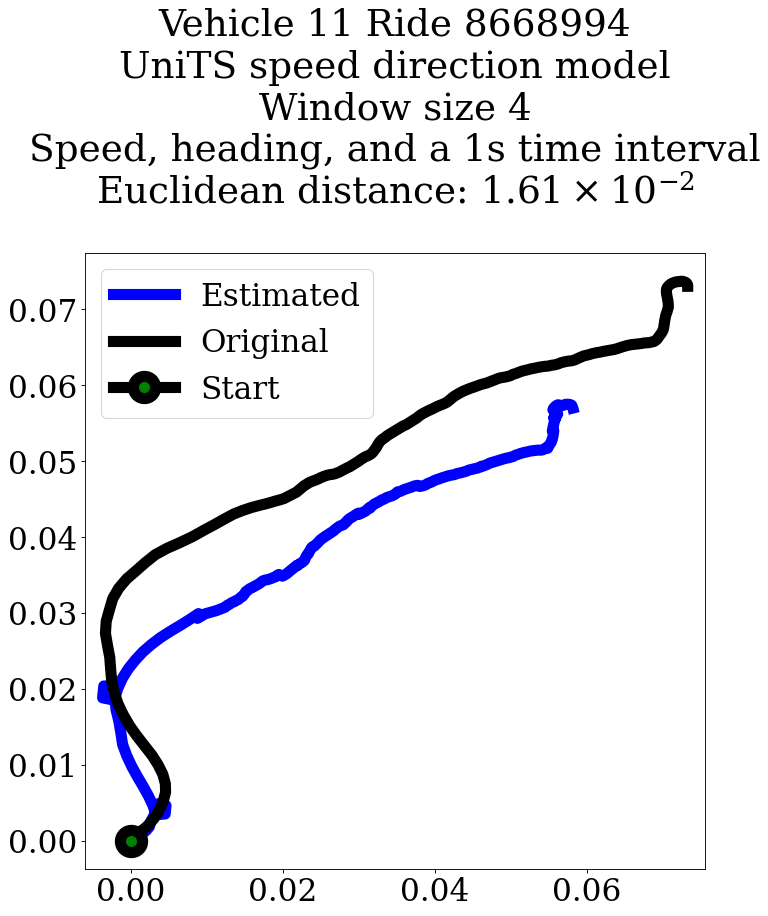 Vehicle 11 Ride 8668994
UniTS speed direction model
Window size 4
Speed, heading, and a 1s time interval
Euclidean distance: 1.61 × 10⁻²
Estimated
Original
Start
0.07
0.06
0.05
0.04
0.03
0.02
0.01
0.00
0.00 0.02 0.04 0.06